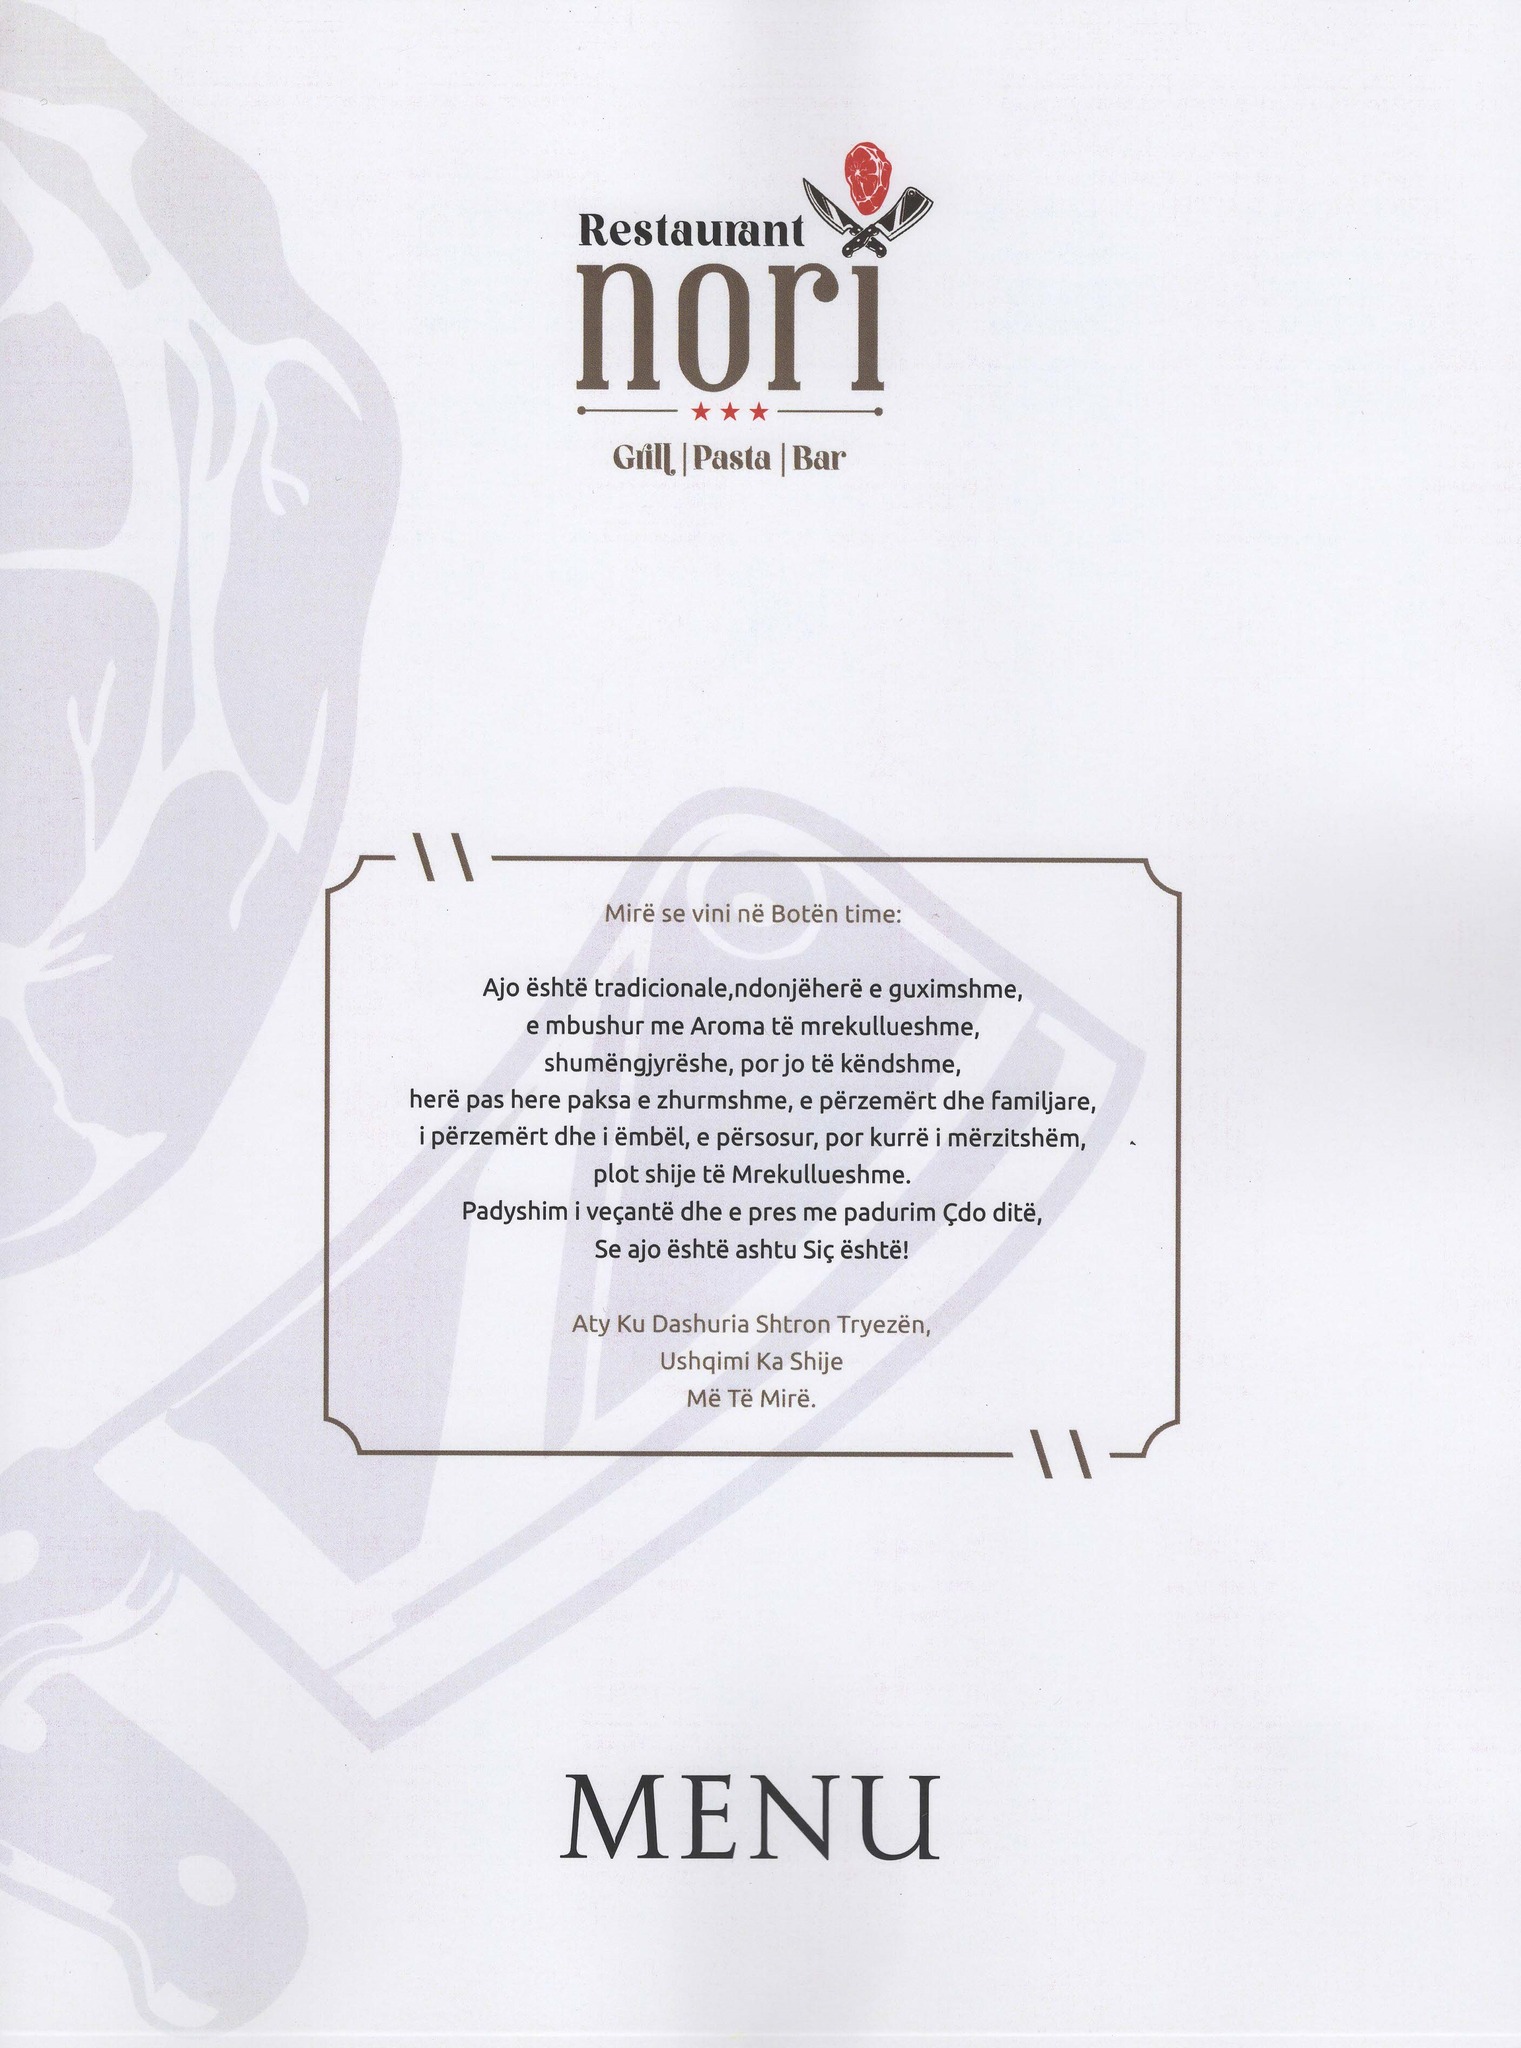 Restaurant
nori
Grill | Pasta | Bar
Mirë se vini në Botën time:
Ajo është tradicionale,ndonjëherë e guximshme,
e mbushur me Aroma të mrekullueshme,
shumëngjyrëshe, por jo të këndshme,
herë pas here paksa e zhurmshme, e përzemërt dhe familjare,
i përzemërt dhe i ëmbël, e përsosur, por kurrë i mërzitshëm,
plot shije të Mrekullueshme.
Padyshim i veçantë dhe e pres me padurim Çdo ditë,
Se ajo është ashtu Siç është!
Aty Ku Dashuria Shtron Tryezën,
Ushqimi Ka Shije
Më Të Mirë.
MENU